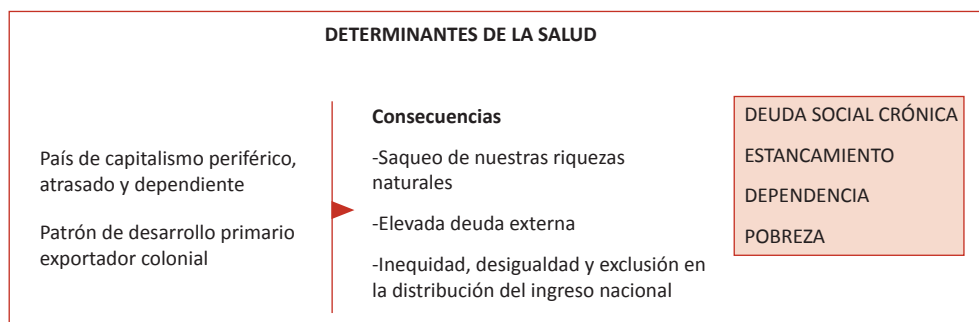 DETERMINANTES DE LA SALUD
País de capitalismo periférico,
atrasado y dependiente
Patrón de desarrollo primario
exportador colonial
Consecuencias
-Saqueo de nuestras riquezas
naturales
-Elevada deuda externa
-Inequidad, desigualdad y exclusión en
la distribución del ingreso nacional
DEUDA SOCIAL CRÓNICA
ESTANCAMIENTO
DEPENDENCIA
POBREZA